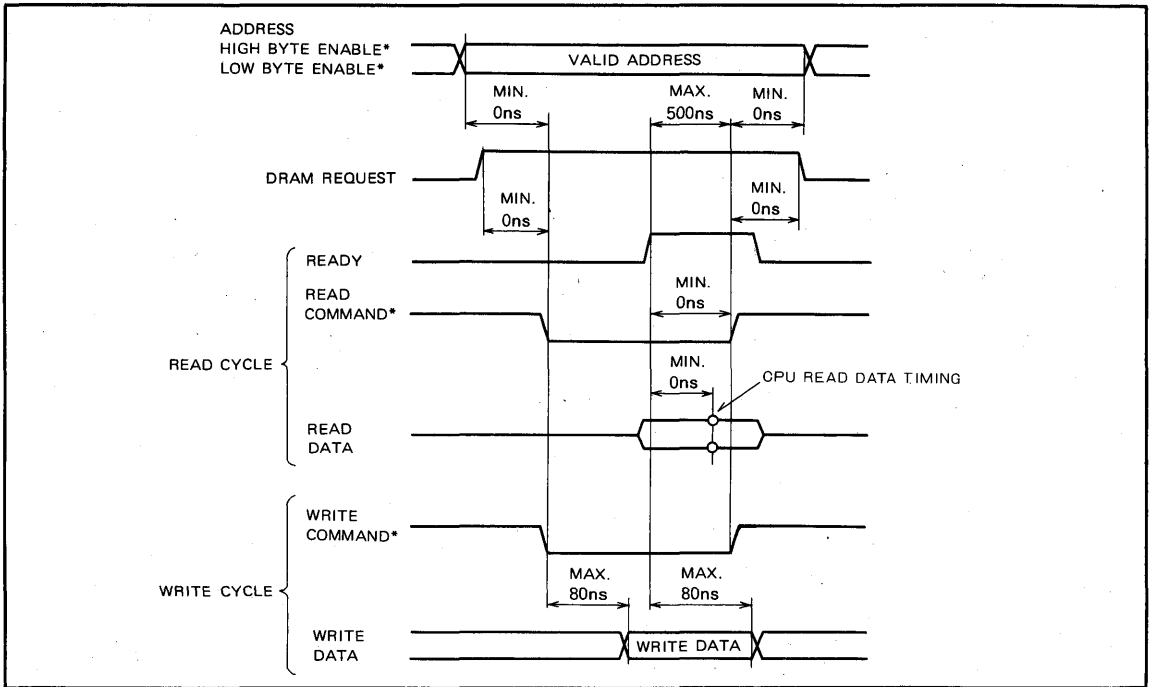 ADDRESS
HIGH BYTE ENABLE*
LOW BYTE ENABLE*
VALID ADDRESS
MIN.
0ns
MAX.
500ns
MIN.
0ns
DRAM REQUEST
MIN.
0ns
MIN.
0ns
READY
READ
COMMAND*
MIN.
0ns
READ CYCLE
MIN.
0ns
CPU READ DATA TIMING
READ
DATA
WRITE
COMMAND*
WRITE CYCLE
MAX.
80ns
MAX.
80ns
WRITE
DATA
WRITE DATA